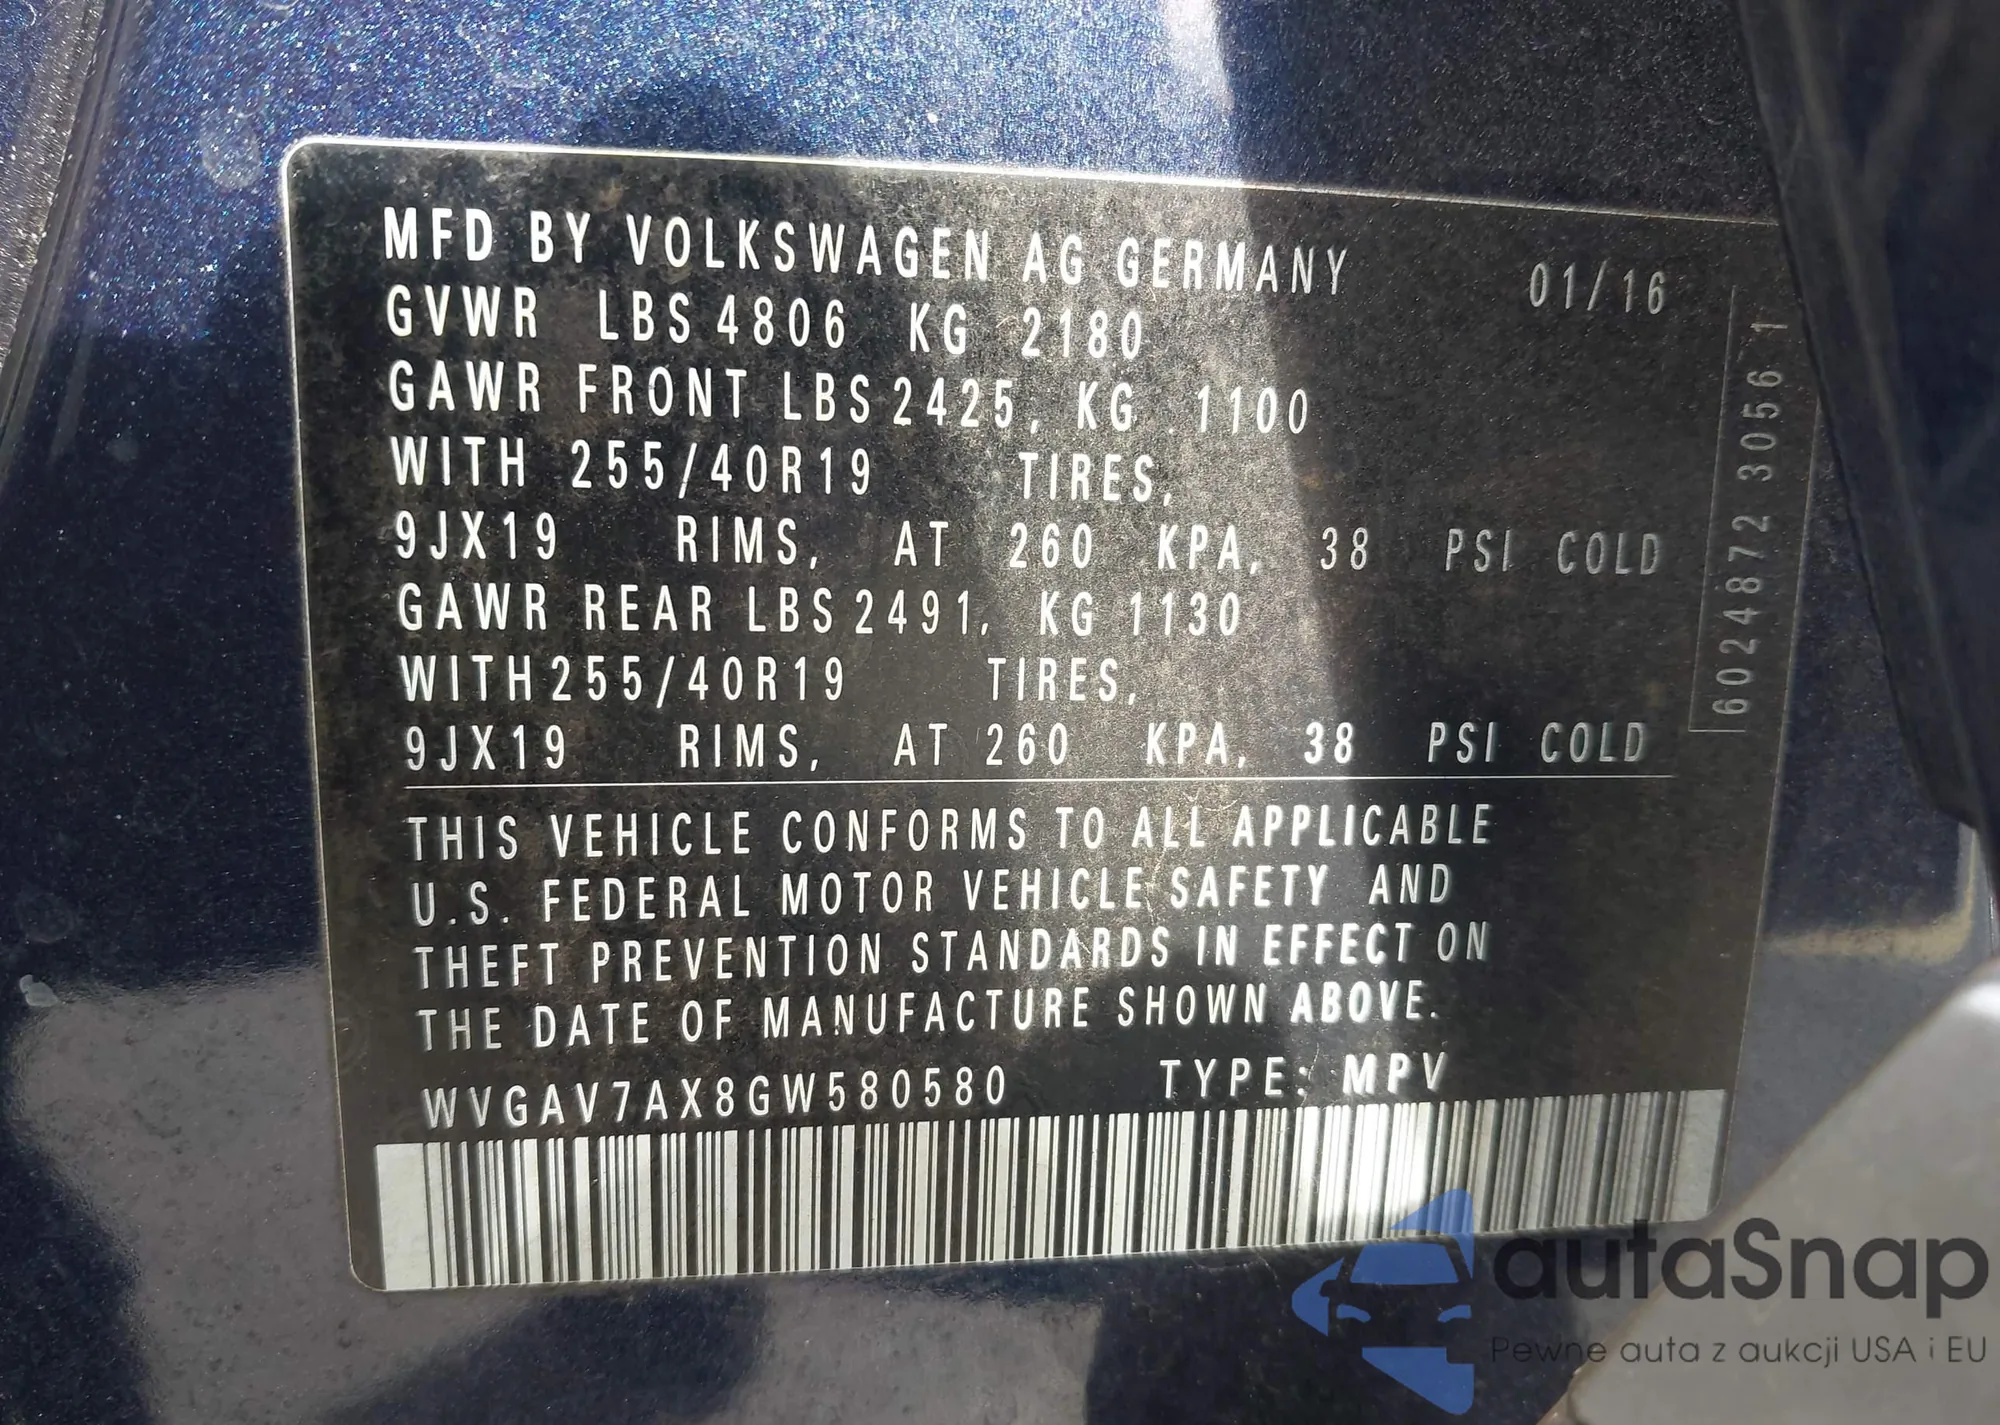 MFD BY VOLKSWAGEN AG GERMANY 01/16
GVWR LBS 4806 KG 2180
GAWR FRONT LBS 2425, KG 1100
WITH 255/40R19 TIRES,
9JX19 RIMS, AT 260 KPA, 38 PSI COLD
GAWR REAR LBS 2491, KG 1130
WITH 255/40R19 TIRES,
9JX19 RIMS, AT 260 KPA, 38 PSI COLD
6024872 3056 1
THIS VEHICLE CONFORMS TO ALL APPLICABLE
U.S. FEDERAL MOTOR VEHICLE SAFETY AND
THEFT PREVENTION STANDARDS IN EFFECT ON
THE DATE OF MANUFACTURE SHOWN ABOVE.
WVGAV7AX8GW580580 TYPE: MPV
autaSnap
Pewne auta z aukcji USA i EU